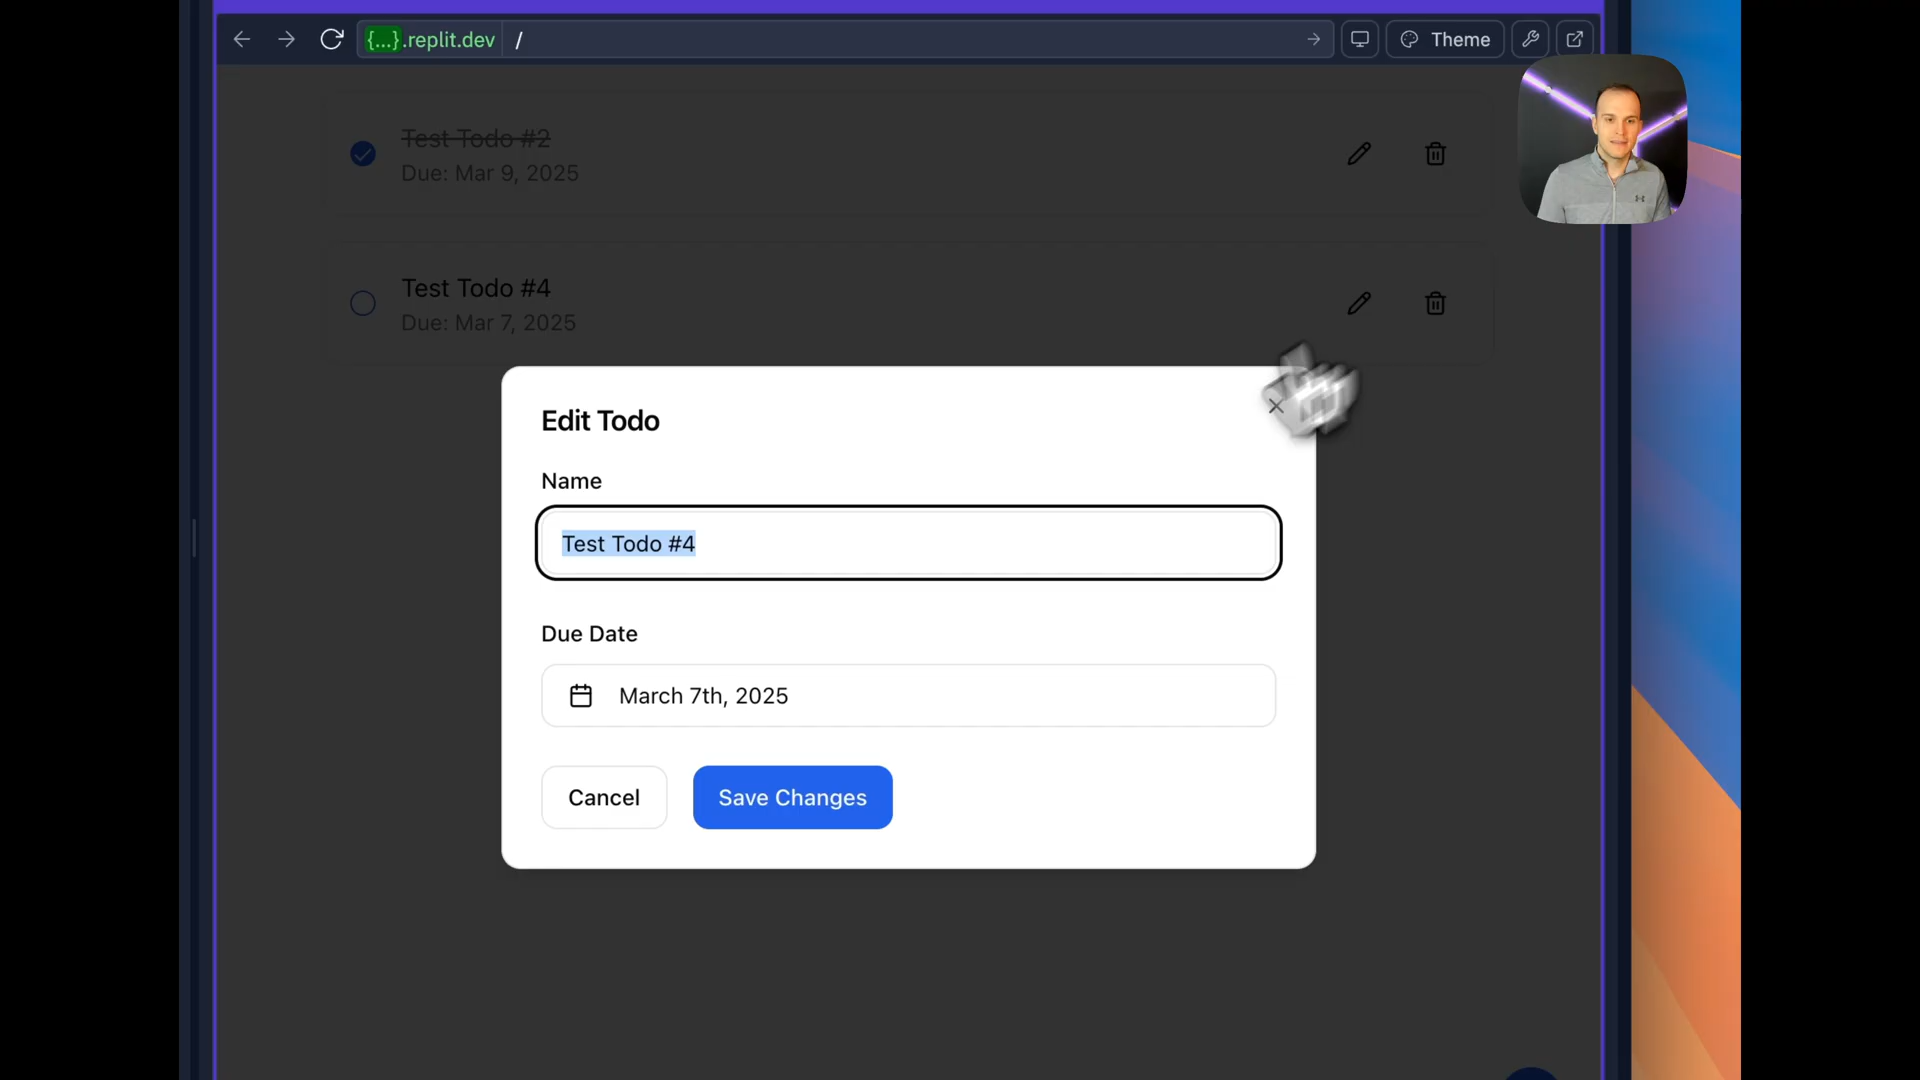 {...}.replit.dev /
Theme
Test Todo #2
Due: Mar 9, 2025
Test Todo #4
Due: Mar 7, 2025
Edit Todo
Name
Test Todo #4
Due Date
March 7th, 2025
Cancel
Save Changes